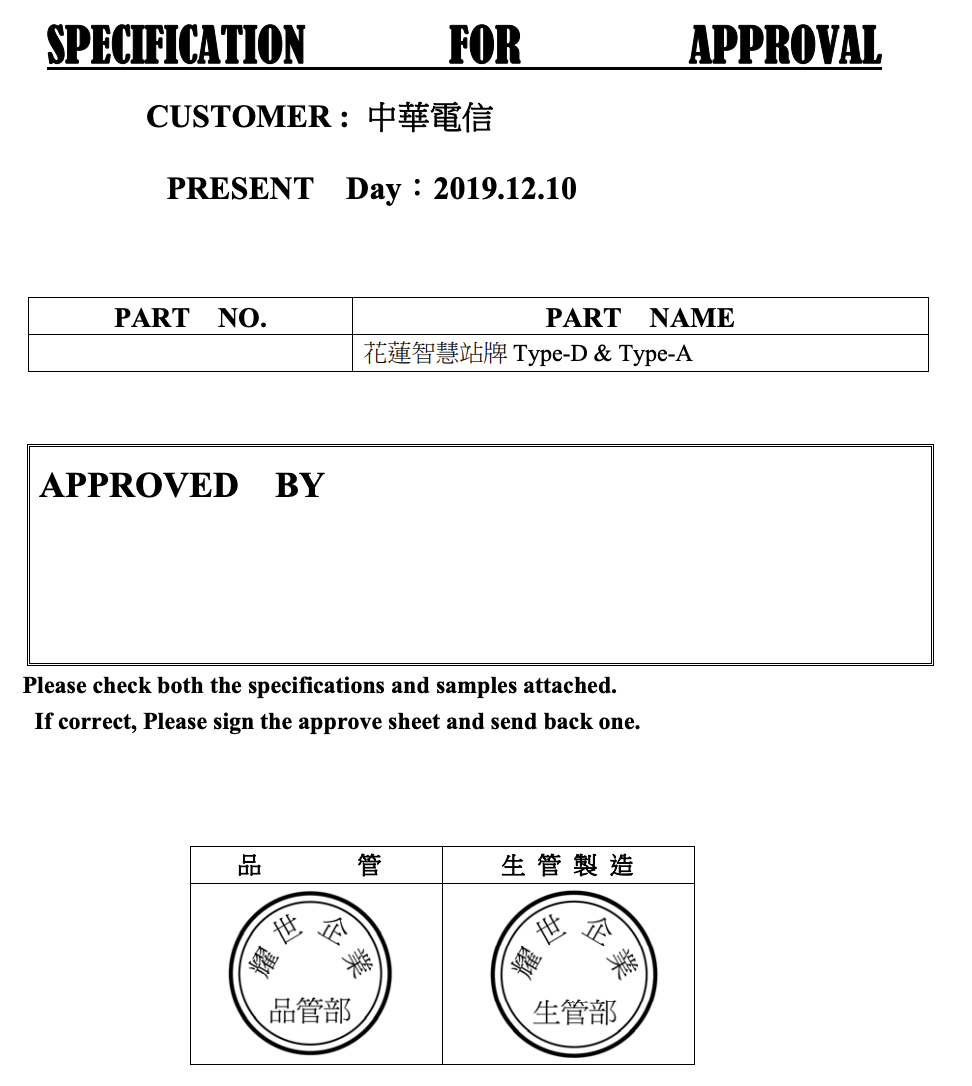 SPECIFICATION FOR APPROVAL
CUSTOMER : 中華電信
PRESENT Day：2019.12.10
PART NO. PART NAME
花蓮智慧站牌 Type-D & Type-A
APPROVED BY
Please check both the specifications and samples attached.
If correct, Please sign the approve sheet and send back one.
品 管 生 管 製 造
耀世企業 耀世企業
品管部 生管部